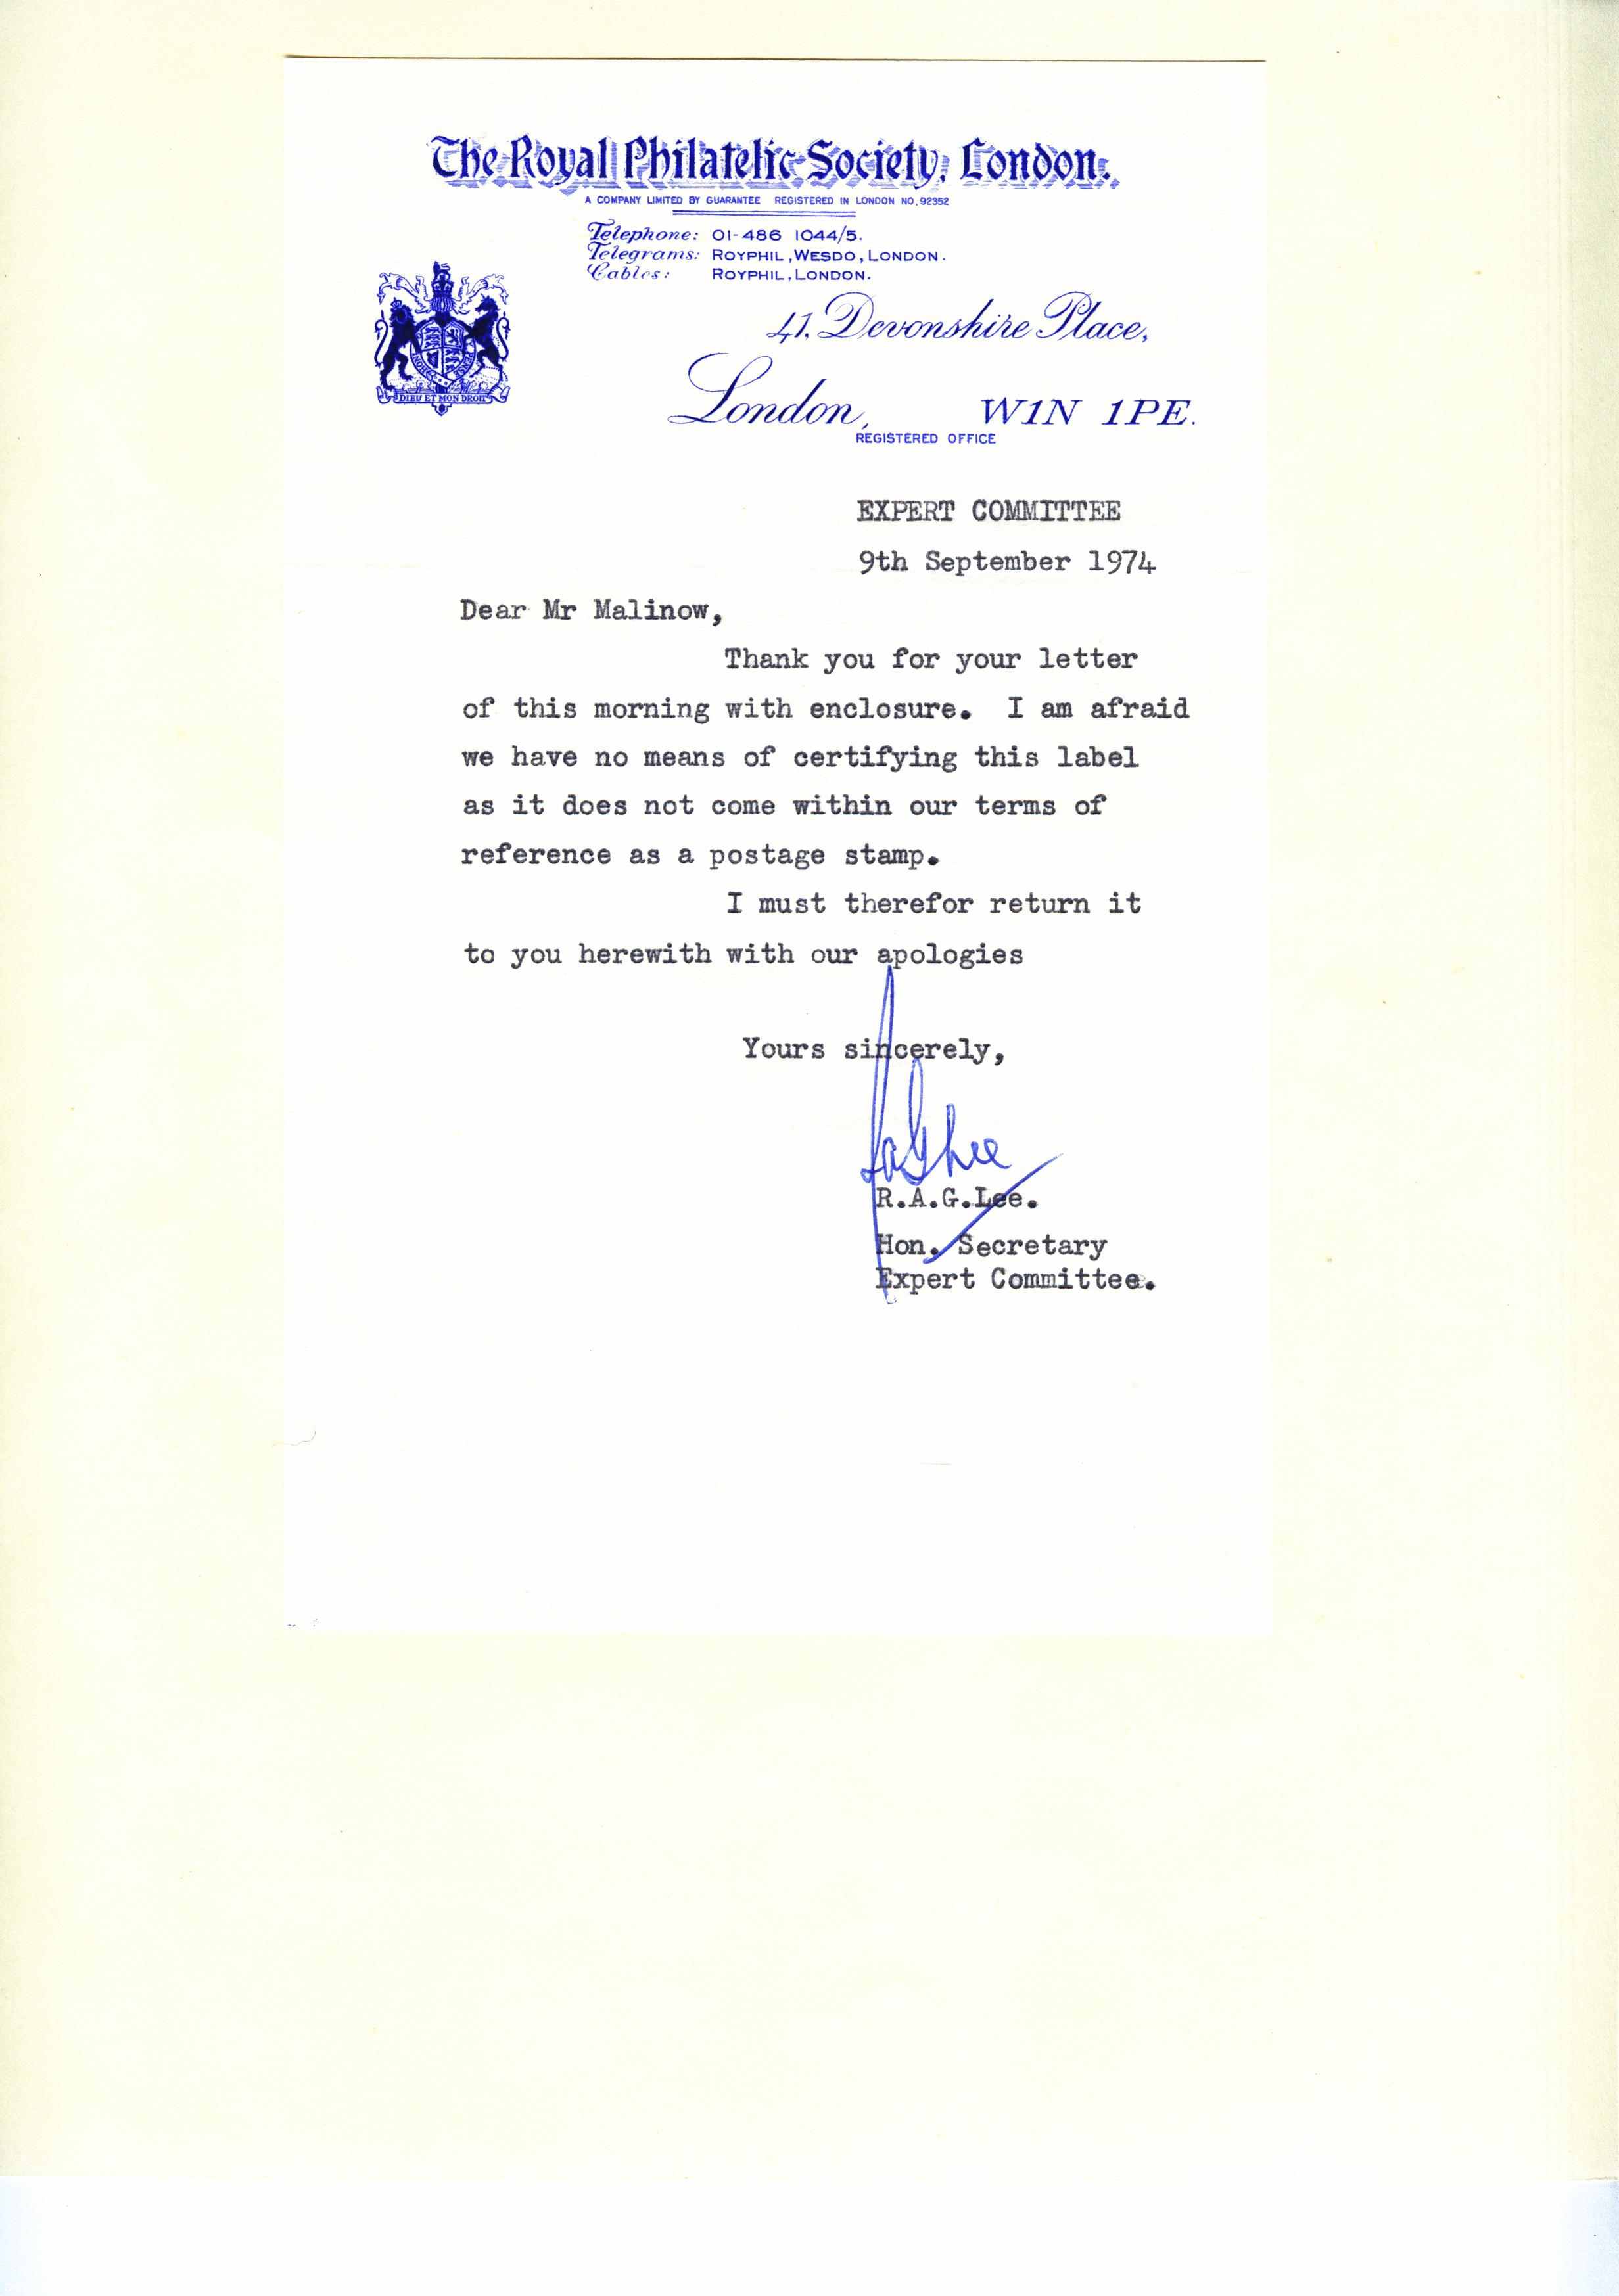 The Royal Philatelic Society, London.
A COMPANY LIMITED BY GUARANTEE REGISTERED IN LONDON NO. 92352
Telephone: 01-486 1044/5.
Telegrams: ROYPHIL, WESDO, LONDON.
Cables: ROYPHIL, LONDON.
DIEU ET MON DROIT
41, Devonshire Place,
London, W1N 1PE.
REGISTERED OFFICE
EXPERT COMMITTEE
9th September 1974
Dear Mr Malinow,
Thank you for your letter
of this morning with enclosure. I am afraid
we have no means of certifying this label
as it does not come within our terms of
reference as a postage stamp.
I must therefor return it
to you herewith with our apologies
Yours sincerely,
R.A.G.Lee.
Hon. Secretary
Expert Committee.